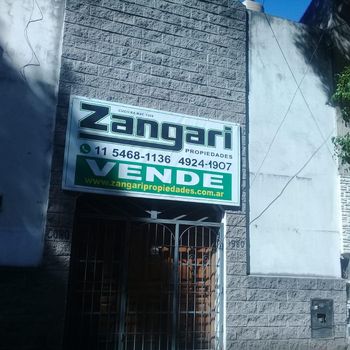 Zangari
PROPIEDADES
11 5468-1136 4924-1907
VENDE
www.zangaripropiedades.com.ar